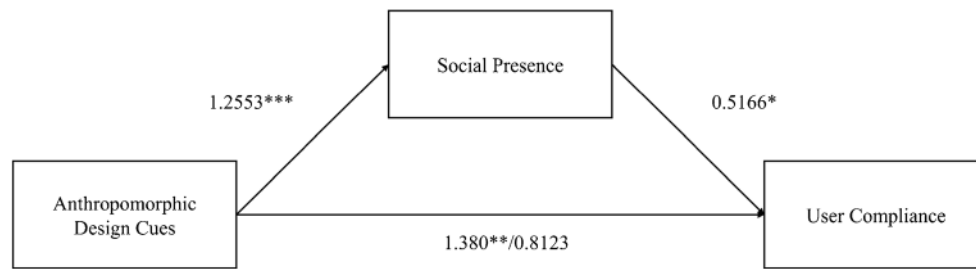 Social Presence
1.2553***
0.5166*
Anthropomorphic
Design Cues
User Compliance
1.380**/0.8123